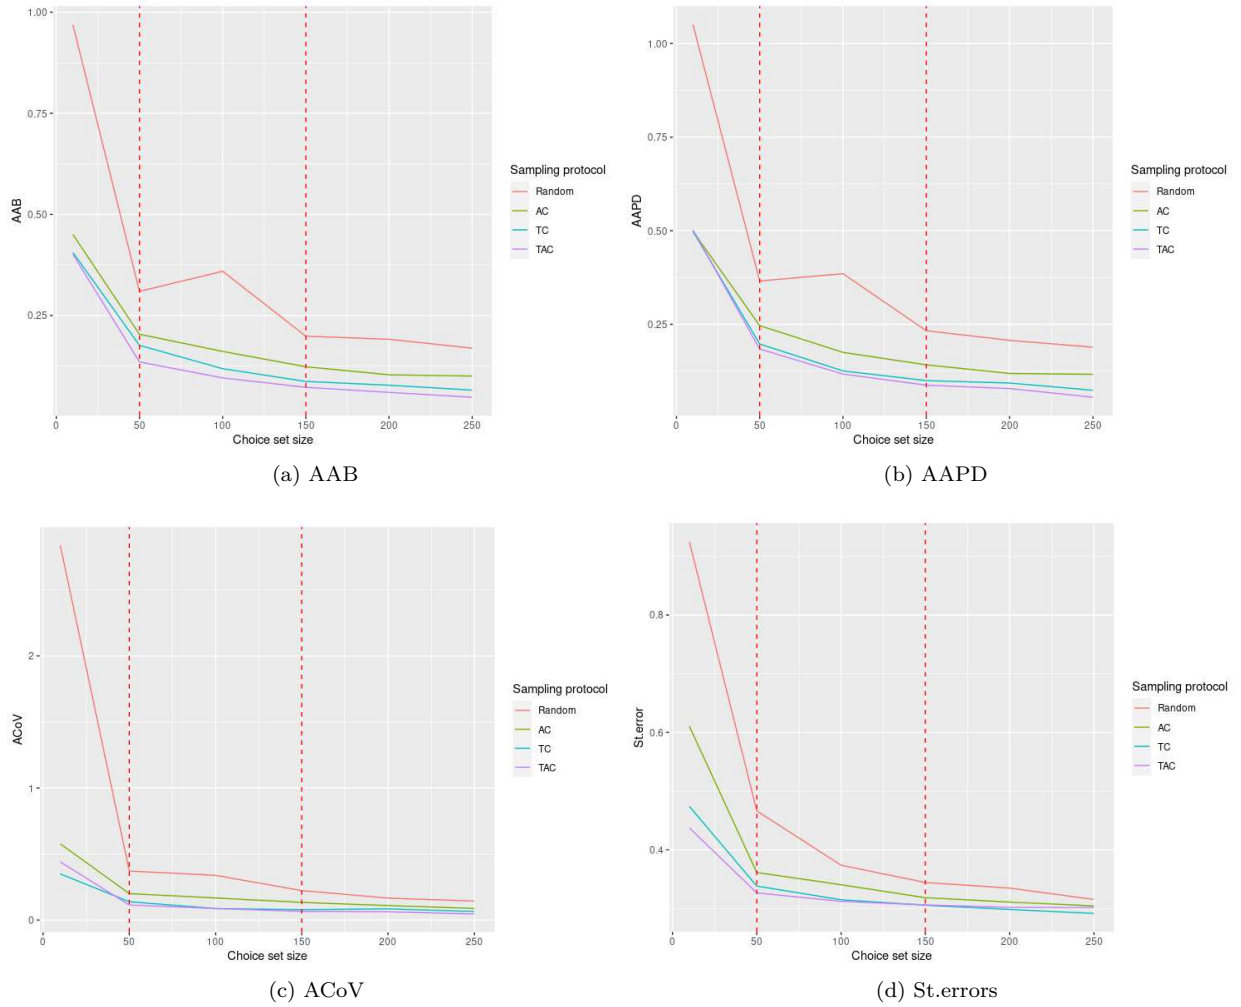 1.00
0.75
0.50
0.25
AAB
0 50 100 150 200 250
Choice set size
Sampling protocol
Random
AC
TC
TAC
(a) AAB
1.00
0.75
0.50
0.25
AAPD
0 50 100 150 200 250
Choice set size
Sampling protocol
Random
AC
TC
TAC
(b) AAPD
2
1
0
ACoV
0 50 100 150 200 250
Choice set size
Sampling protocol
Random
AC
TC
TAC
(c) ACoV
0.8
0.6
0.4
St.error
0 50 100 150 200 250
Choice set size
Sampling protocol
Random
AC
TC
TAC
(d) St.errors